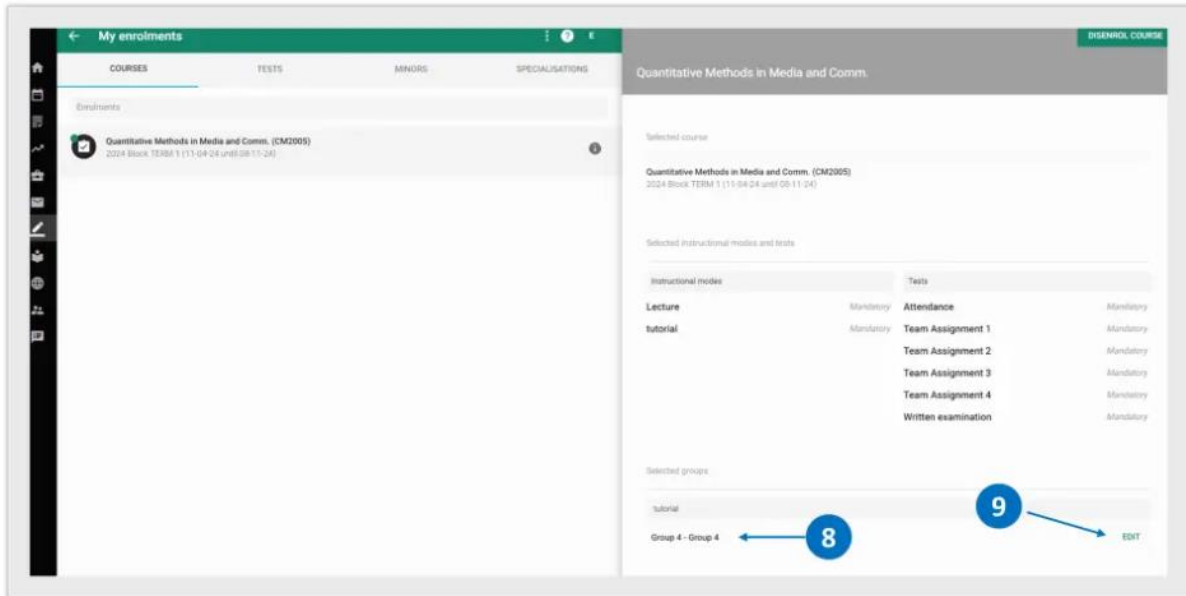 My enrolments
E
DISENROL COURSE
COURSES
TESTS
MINORS
SPECIALISATIONS
Quantitative Methods in Media and Comm.
Enrolments
Quantitative Methods in Media and Comm. (CM2005)
2024 Block TERM 1 (11-04-24 until 08-11-24)
Selected course
Quantitative Methods in Media and Comm. (CM2005)
2024 Block TERM 1 (11-04-24 until 08-11-24)
Selected instructional modes and tests
Instructional modes
Tests
Lecture Mandatory
Attendance Mandatory
tutorial Mandatory
Team Assignment 1 Mandatory
Team Assignment 2 Mandatory
Team Assignment 3 Mandatory
Team Assignment 4 Mandatory
Written examination Mandatory
Selected groups
tutorial
9
Group 4 - Group 4
8
EDIT